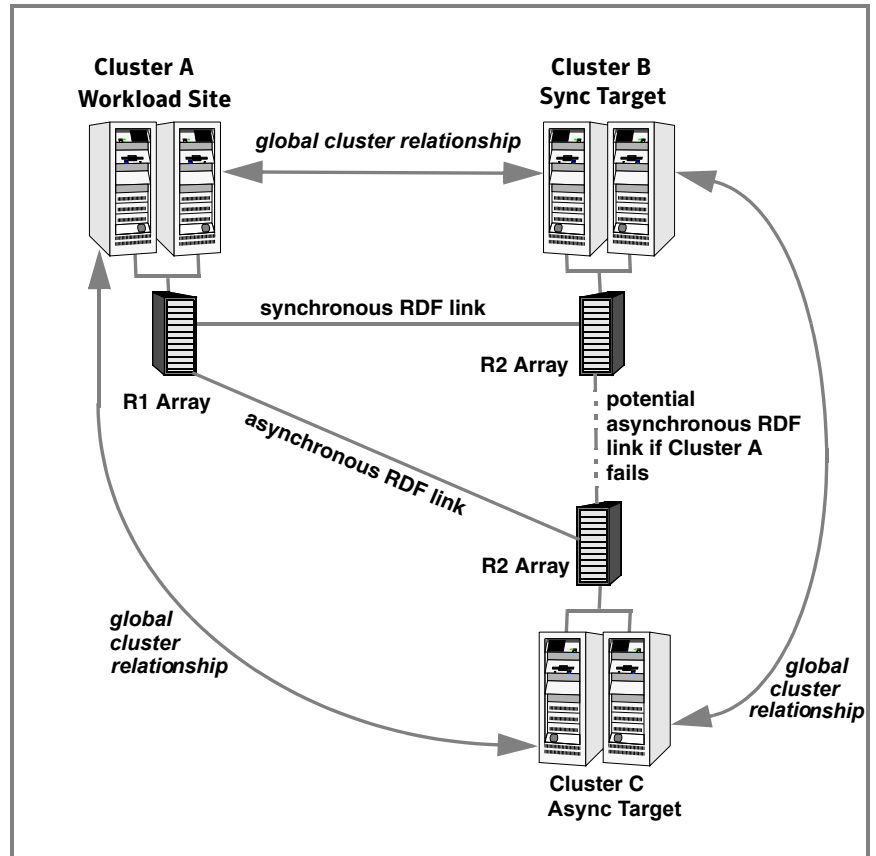 Cluster A
Workload Site
Cluster B
Sync Target
global cluster relationship
synchronous RDF link
R1 Array
R2 Array
asynchronous RDF link
potential
asynchronous RDF
link if Cluster A
fails
R2 Array
global
cluster
relationship
global
cluster
relationship
Cluster C
Async Target